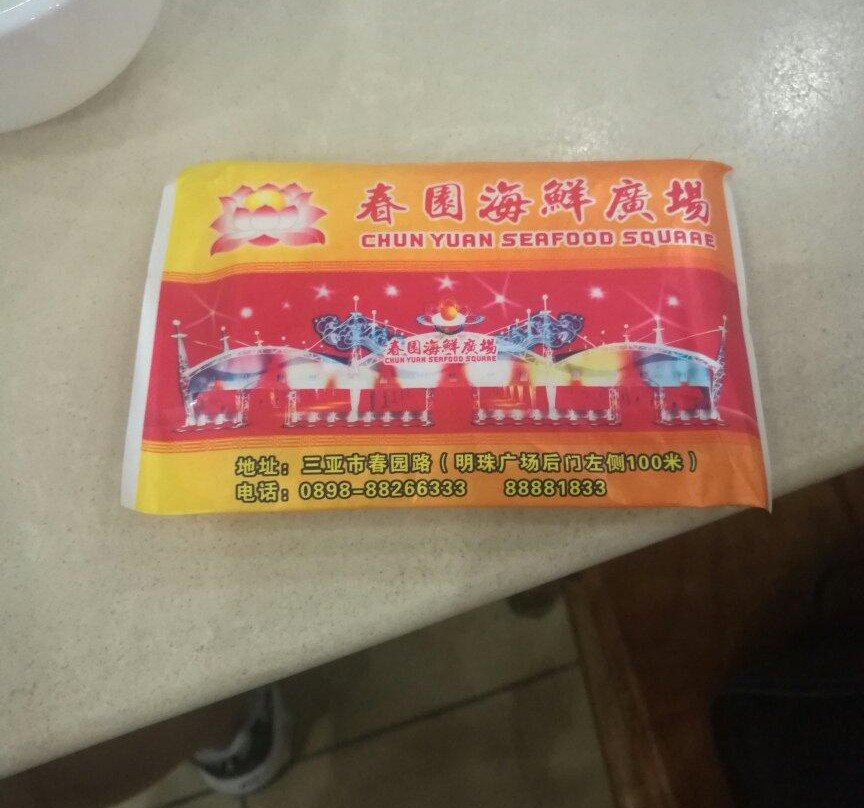 春園海鮮廣場
CHUN YUAN SEAFOOD SQUARE
春園海鮮廣場
CHUN YUAN SEAFOOD SQUARE
地址：三亚市春园路（明珠广场后门左侧100米）
电话：0898-88266333 88881833